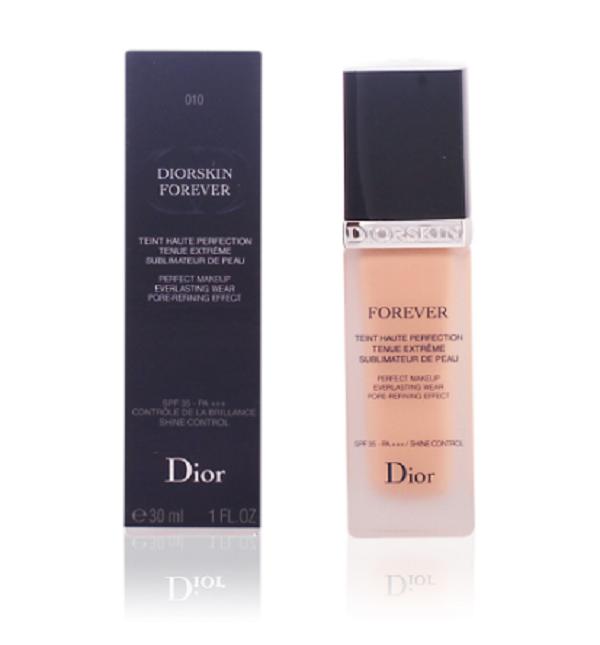 010
DIORSKIN
FOREVER
TEINT HAUTE PERFECTION
TENUE EXTRÊME
SUBLIMATEUR DE PEAU
PERFECT MAKEUP
EVERLASTING WEAR
PORE-REFINING EFFECT
SPF 35 - PA +++
CONTRÔLE DE LA BRILLANCE
SHINE CONTROL
Dior
℮ 30 ml 1 FL.OZ
DIORSKIN
FOREVER
TEINT HAUTE PERFECTION
TENUE EXTRÊME
SUBLIMATEUR DE PEAU
PERFECT MAKEUP
EVERLASTING WEAR
PORE-REFINING EFFECT
SPF 35 - PA +++ / SHINE CONTROL
Dior